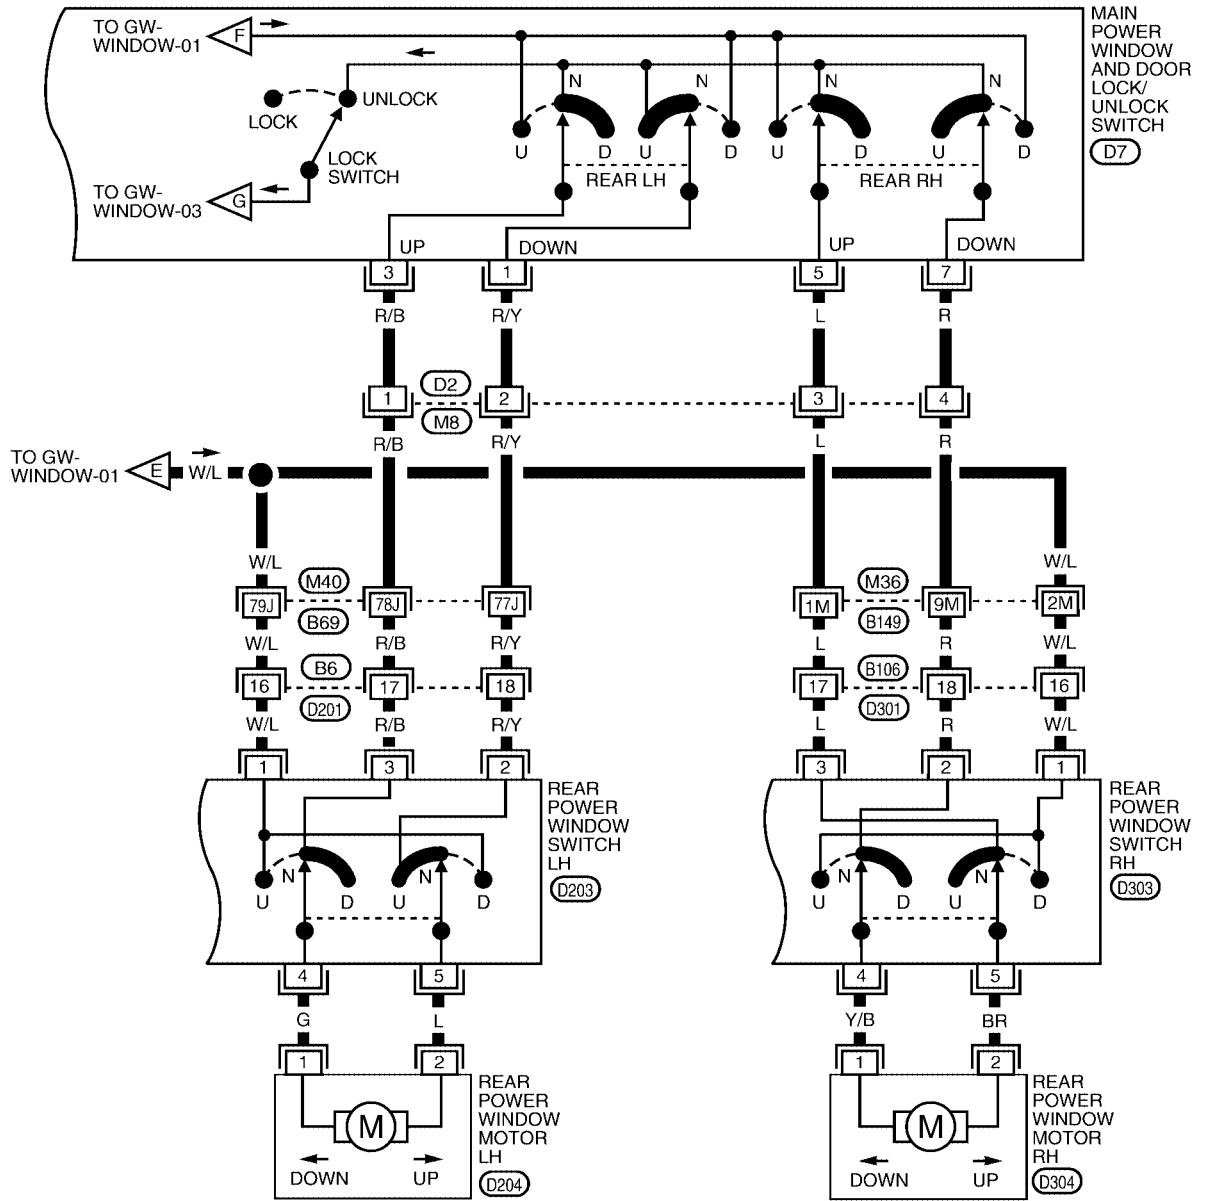 TO GW-
WINDOW-01
F
MAIN
POWER
WINDOW
AND DOOR
LOCK/
UNLOCK
SWITCH
D7
N
N
N
N
UNLOCK
LOCK
U
D
U
D
U
D
U
D
LOCK
SWITCH
REAR LH
REAR RH
TO GW-
WINDOW-03
G
UP
DOWN
UP
DOWN
3
1
5
7
R/B
R/Y
L
R
D2
1
2
3
4
M8
R/B
R/Y
L
R
TO GW-
WINDOW-01
E
W/L
W/L
W/L
M40
M36
79J
78J
77J
1M
9M
2M
B69
B149
W/L
R/B
R/Y
L
R
W/L
B6
B106
16
17
18
17
18
16
D201
D301
W/L
R/B
R/Y
L
R
W/L
1
3
2
3
2
1
REAR
POWER
WINDOW
SWITCH
LH
D203
REAR
POWER
WINDOW
SWITCH
RH
D303
N
N
N
N
U
D
U
D
U
D
U
D
4
5
4
5
G
L
Y/B
BR
1
2
1
2
REAR
POWER
WINDOW
MOTOR
LH
D204
REAR
POWER
WINDOW
MOTOR
RH
D304
M
M
DOWN
UP
DOWN
UP